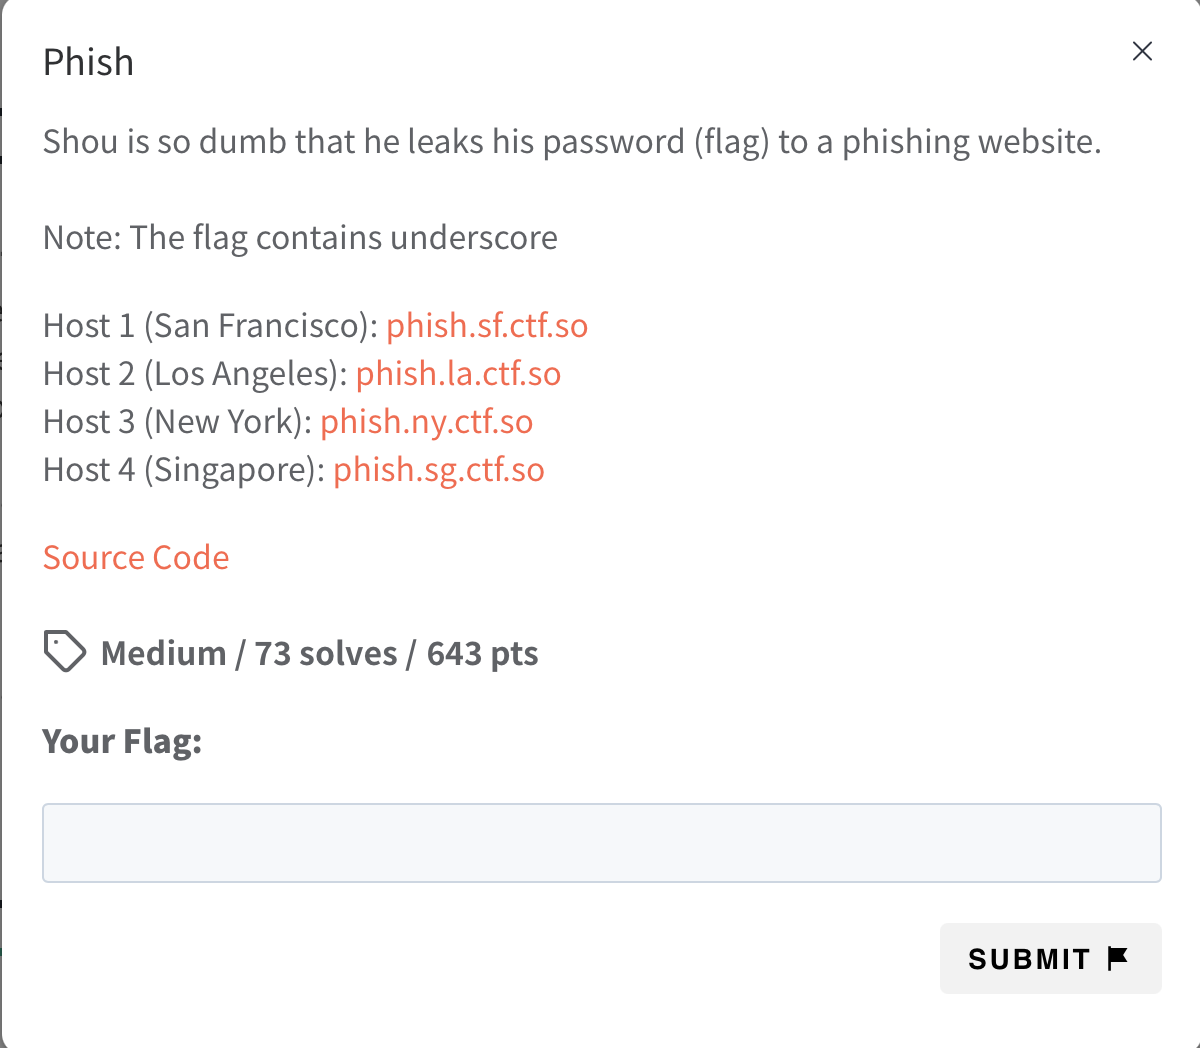 Phish
Shou is so dumb that he leaks his password (flag) to a phishing website.
Note: The flag contains underscore
Host 1 (San Francisco): phish.sf.ctf.so
Host 2 (Los Angeles): phish.la.ctf.so
Host 3 (New York): phish.ny.ctf.so
Host 4 (Singapore): phish.sg.ctf.so
Source Code
Medium / 73 solves / 643 pts
Your Flag:
SUBMIT